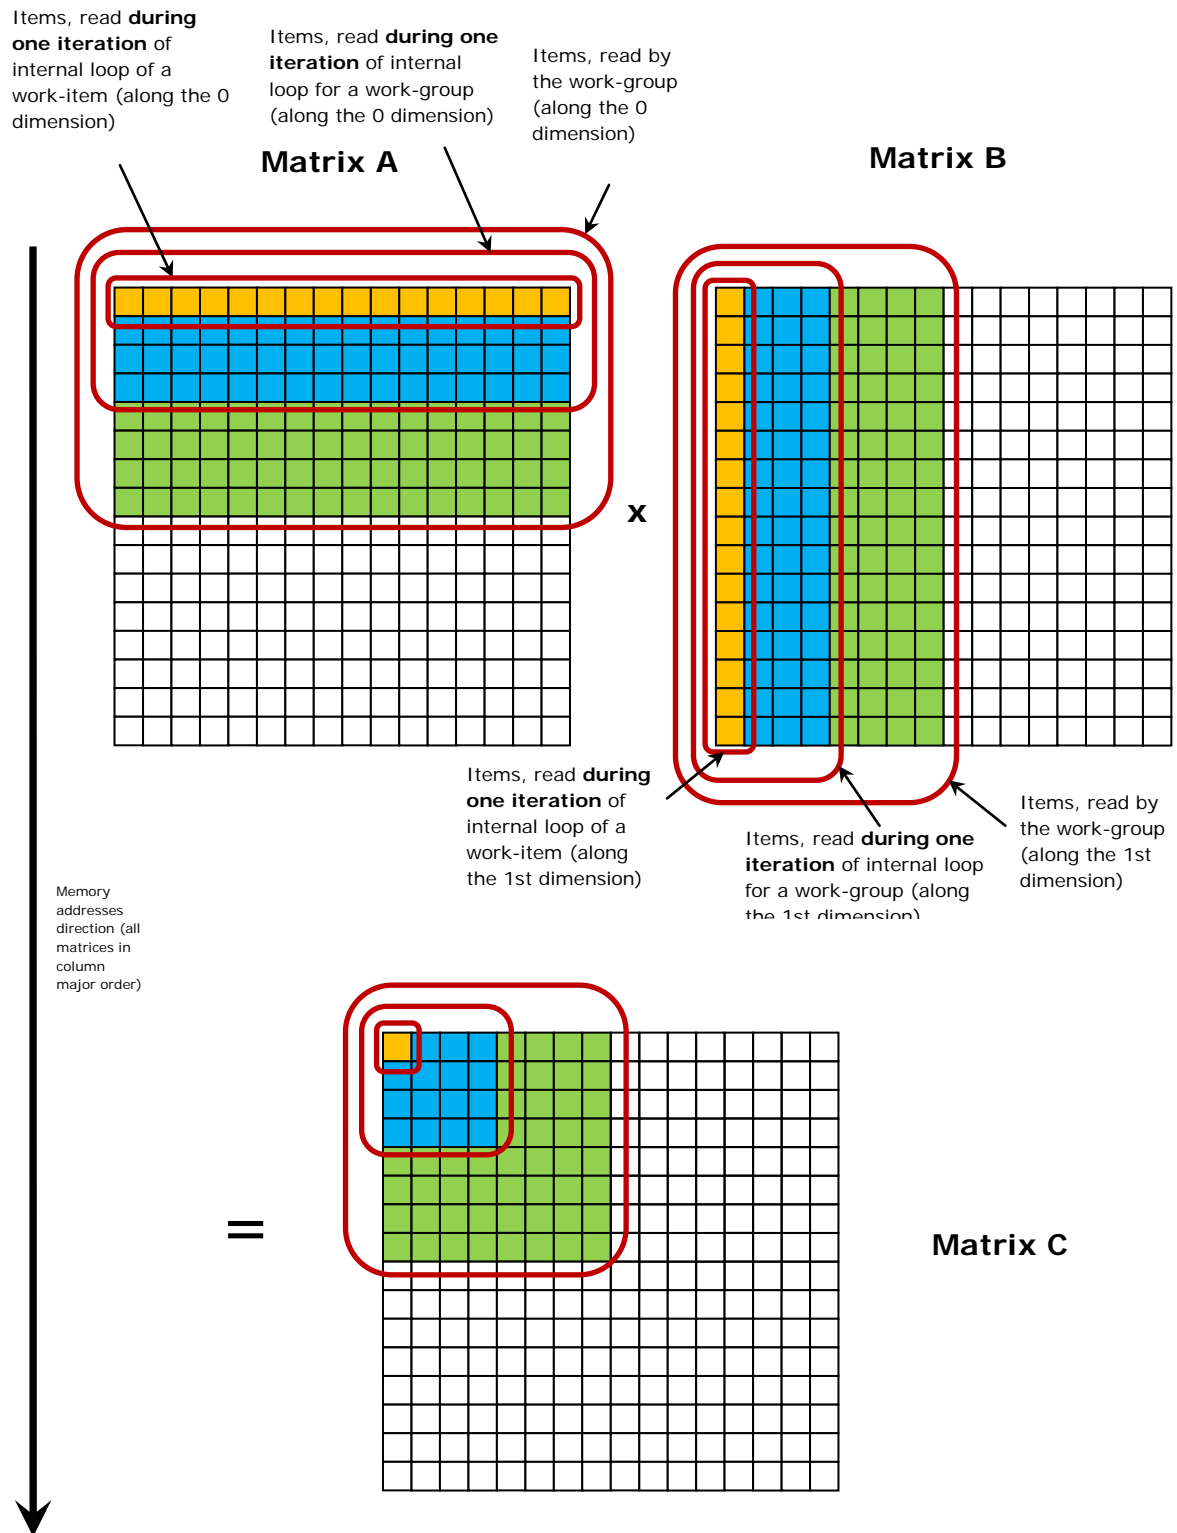 Items, read during
one iteration of
internal loop of a
work-item (along the 0
dimension)
Items, read during one
iteration of internal
loop for a work-group
(along the 0 dimension)
Items, read by
the work-group
(along the 0
dimension)
Matrix A
Matrix B
x
Items, read during
one iteration of
internal loop of a
work-item (along
the 1st dimension)
Items, read during one
iteration of internal loop
for a work-group (along
the 1st dimension)
Items, read by
the work-group
(along the 1st
dimension)
Memory
addresses
direction (all
matrices in
column
major order)
=
Matrix C